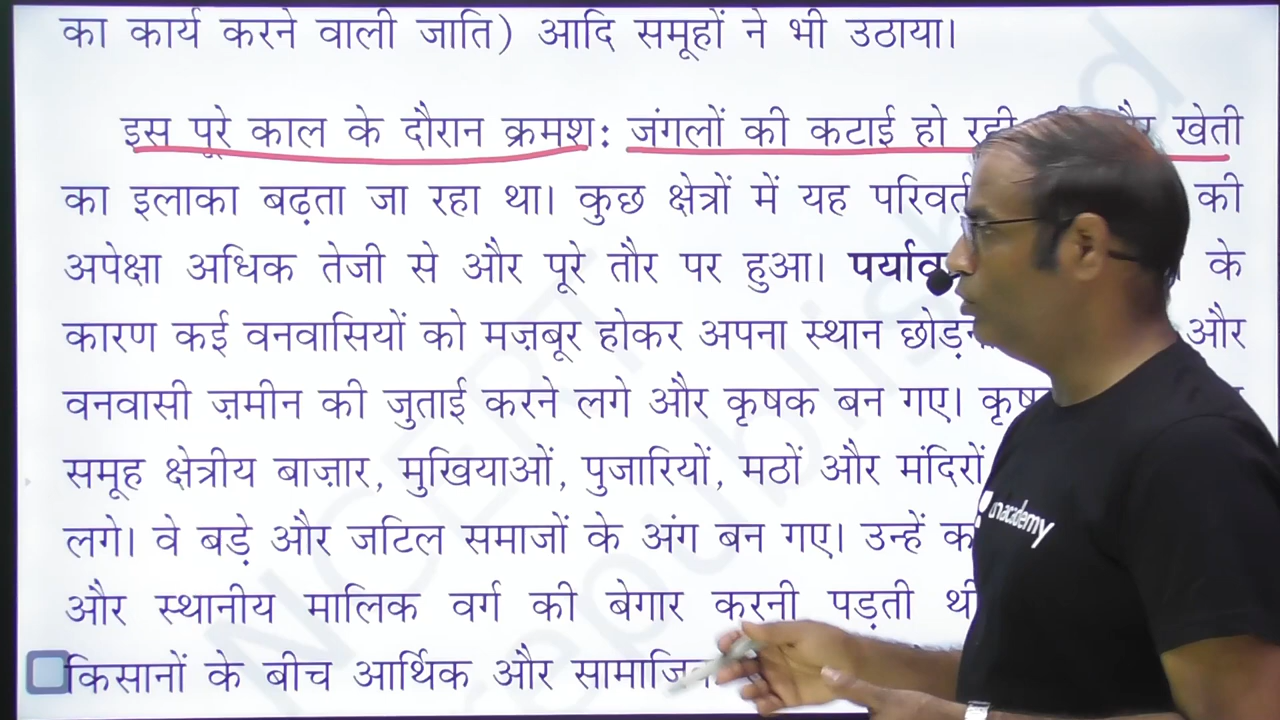 का कार्य करने वाली जाति) आदि समूहों ने भी उठाया।
इस पूरे काल के दौरान क्रमश: जंगलों की कटाई हो खेती
का इलाका बढ़ता जा रहा था। कुछ क्षेत्रों में यह की
अपेक्षा अधिक तेजी से और पूरे तौर पर हुआ। के
कारण कई वनवासियों को मज़बूर होकर अपना स्थान और
वनवासी ज़मीन की जुताई करने लगे और कृषक बन गए।
समूह क्षेत्रीय बाज़ार, मुखियाओं, पुजारियों, मठों और मंदिरों
लगे। वे बड़े और जटिल समाजों के अंग बन गए। उन्हें
और स्थानीय मालिक वर्ग की बेगार करनी पड़ती
किसानों के बीच आर्थिक और
unacademy
NCERT
republished